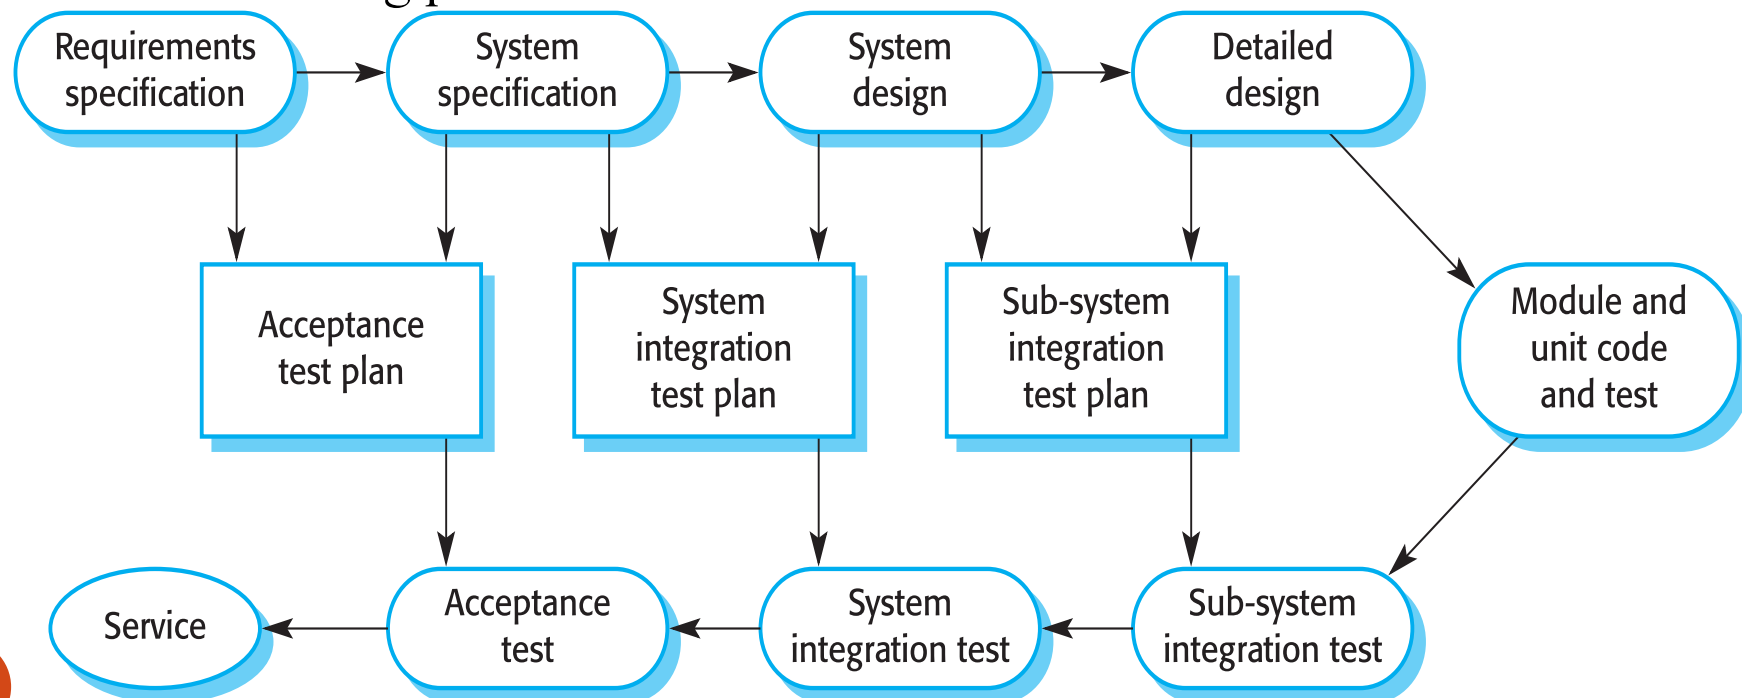 Requirements
specification
System
specification
System
design
Detailed
design
Acceptance
test plan
System
integration
test plan
Sub-system
integration
test plan
Module and
unit code
and test
Service
Acceptance
test
System
integration test
Sub-system
integration test